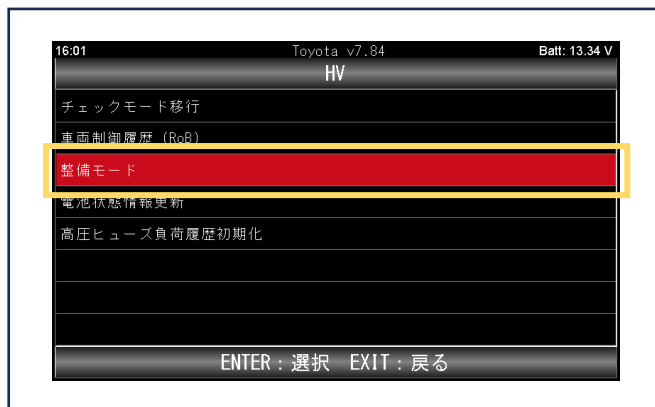 16:01 Toyota v7.84 Batt: 13.34 V
HV
チェックモード移行
車両制御履歴 (RoB)
整備モード
電池状態情報更新
高圧ヒューズ負荷履歴初期化
ENTER：選択 EXIT：戻る